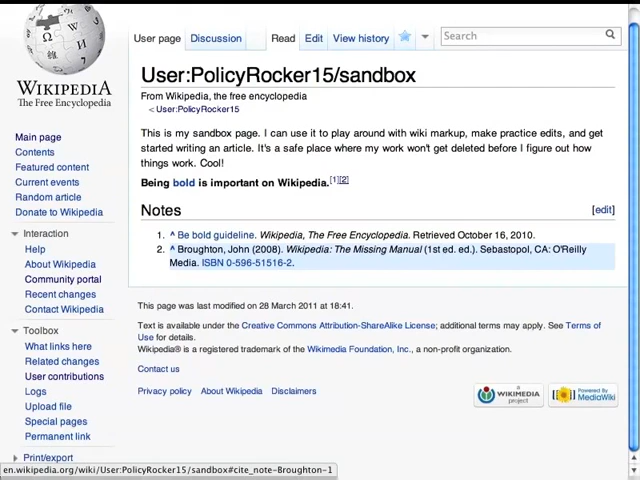 User page Discussion Read Edit View history Search
WIKIPEDIA
The Free Encyclopedia
User:PolicyRocker15/sandbox
From Wikipedia, the free encyclopedia
< User:PolicyRocker15
This is my sandbox page. I can use it to play around with wiki markup, make practice edits, and get
started writing an article. It's a safe place where my work won't get deleted before I figure out how
things work. Cool!
Being bold is important on Wikipedia.[1][2]
Notes [edit]
1. ^ Be bold guideline. Wikipedia, The Free Encyclopedia. Retrieved October 16, 2010.
2. ^ Broughton, John (2008). Wikipedia: The Missing Manual (1st ed. ed.). Sebastopol, CA: O'Reilly
Media. ISBN 0-596-51516-2.
This page was last modified on 28 March 2011 at 18:41.
Text is available under the Creative Commons Attribution-ShareAlike License; additional terms may apply. See Terms of
Use for details.
Wikipedia® is a registered trademark of the Wikimedia Foundation, Inc., a non-profit organization.
Contact us
Privacy policy About Wikipedia Disclaimers
A WIKIMEDIA project
Powered By MediaWiki
Main page
Contents
Featured content
Current events
Random article
Donate to Wikipedia
Interaction
Help
About Wikipedia
Community portal
Recent changes
Contact Wikipedia
Toolbox
What links here
Related changes
User contributions
Logs
Upload file
Special pages
Permanent link
Print/export
en.wikipedia.org/wiki/User:PolicyRocker15/sandbox#cite_note-Broughton-1